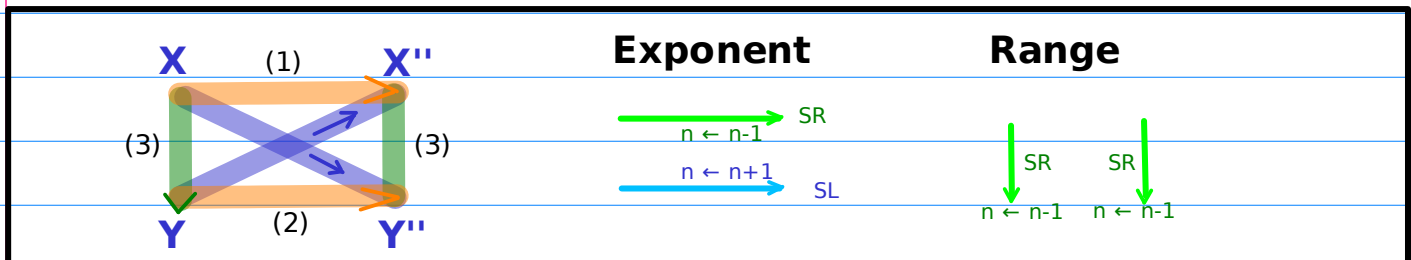 X (1) X''
(3) (3)
Y (2) Y''
Exponent
SR
n ← n-1
n ← n+1
SL
Range
SR SR
n ← n-1 n ← n-1